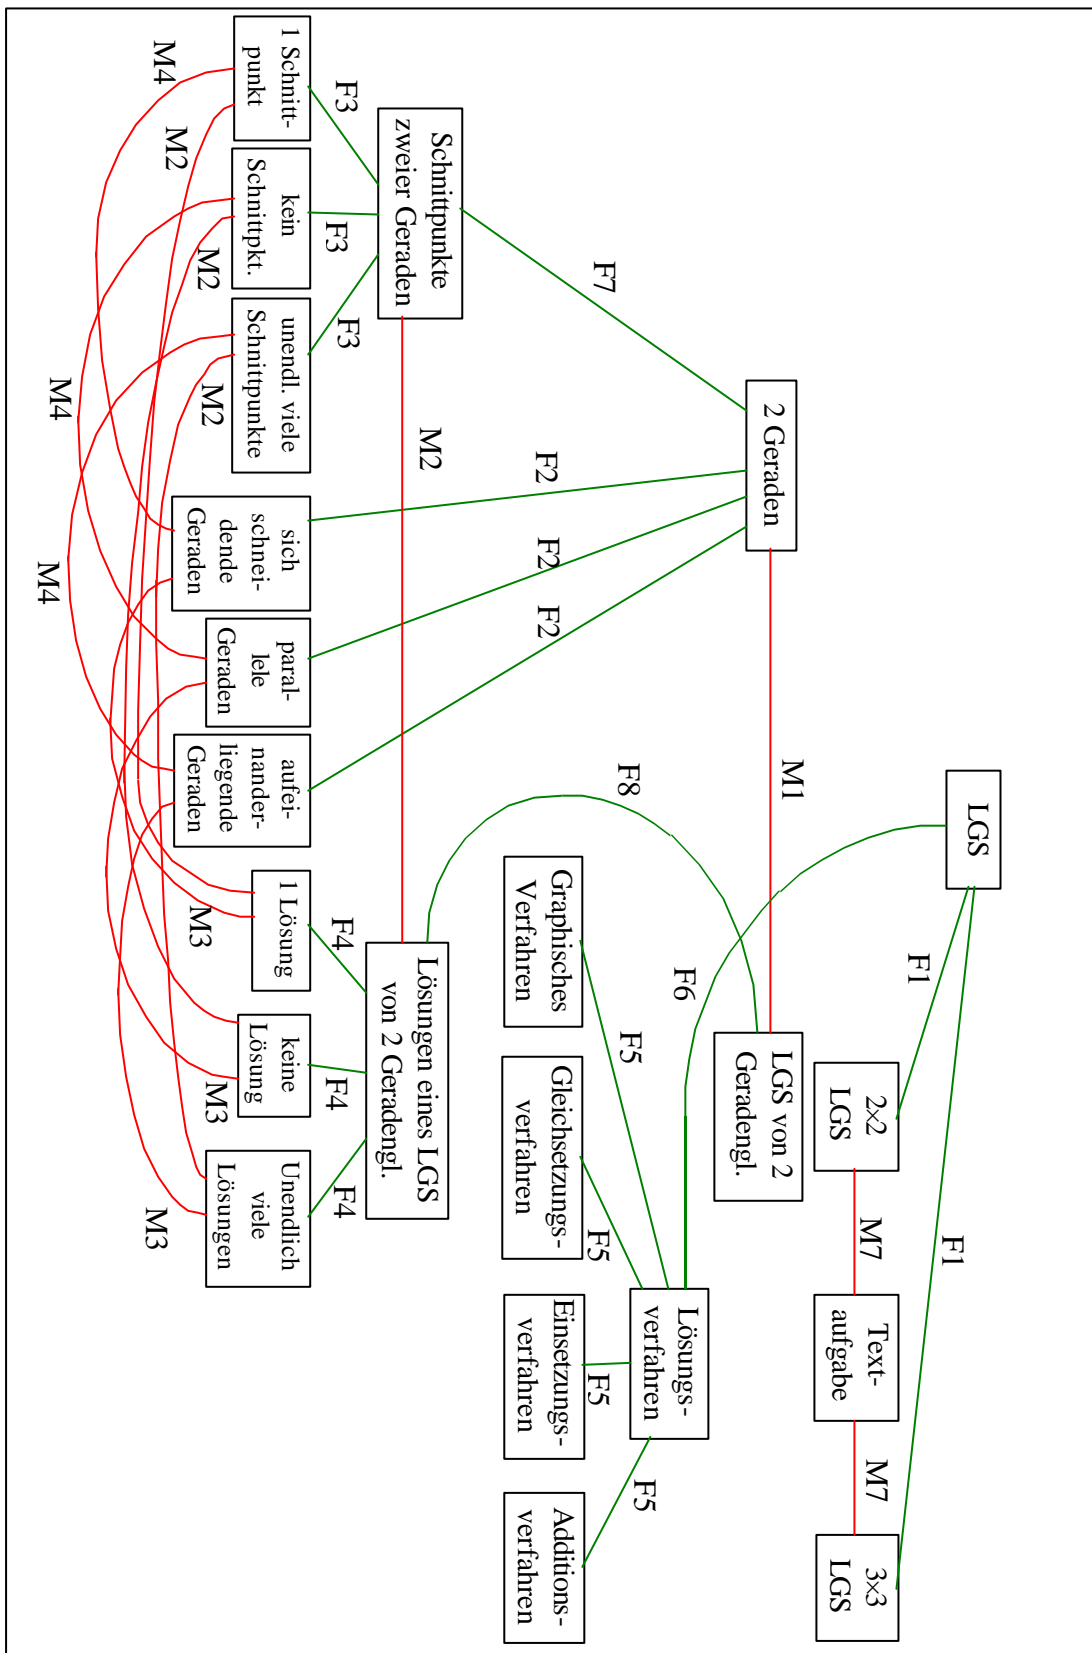 LGS
F1
F1
F6
2 Geraden
M1
LGS von 2
Geradengl.
2×2
LGS
M7
Text-
aufgabe
M7
3×3
LGS
F7
F2
F2
F2
F8
Schnittpunkte
zweier Geraden
M2
Lösungen eines LGS
von 2 Geradengl.
Lösungs-
verfahren
F5
F5
F5
F5
Graphisches
Verfahren
Gleichsetzungs-
verfahren
Einsetzungs-
verfahren
Additions-
verfahren
F3
F3
F3
F4
F4
F4
1 Schnitt-
punkt
kein
Schnittpkt.
unendl. viele
Schnittpunkte
sich
schnei-
dende
Geraden
paral-
lele
Geraden
aufei-
nander-
liegende
Geraden
1 Lösung
keine
Lösung
Unendlich
viele
Lösungen
M4
M2
M2
M2
M3
M3
M3
M4
M4